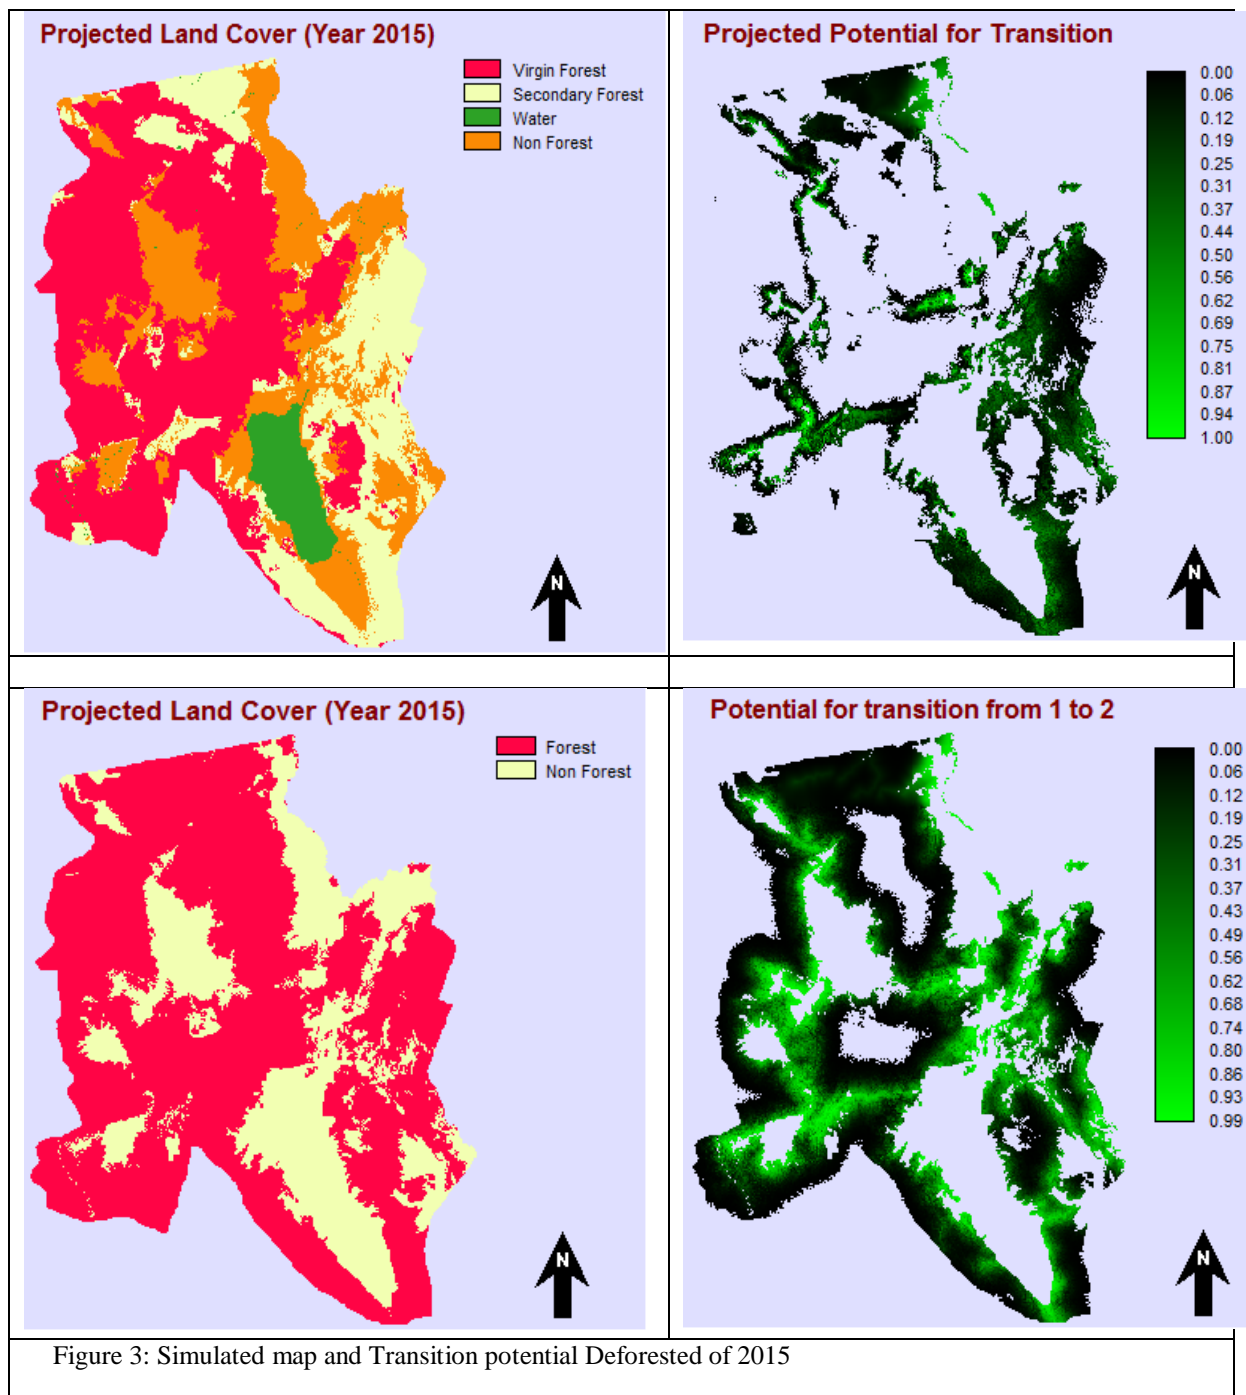 Projected Land Cover (Year 2015)
Virgin Forest
Secondary Forest
Water
Non Forest
N
Projected Potential for Transition
0.00
0.06
0.12
0.19
0.25
0.31
0.37
0.44
0.50
0.56
0.62
0.69
0.75
0.81
0.87
0.94
1.00
N
Projected Land Cover (Year 2015)
Forest
Non Forest
N
Potential for transition from 1 to 2
0.00
0.06
0.12
0.19
0.25
0.31
0.37
0.43
0.49
0.56
0.62
0.68
0.74
0.80
0.86
0.93
0.99
N
Figure 3: Simulated map and Transition potential Deforested of 2015